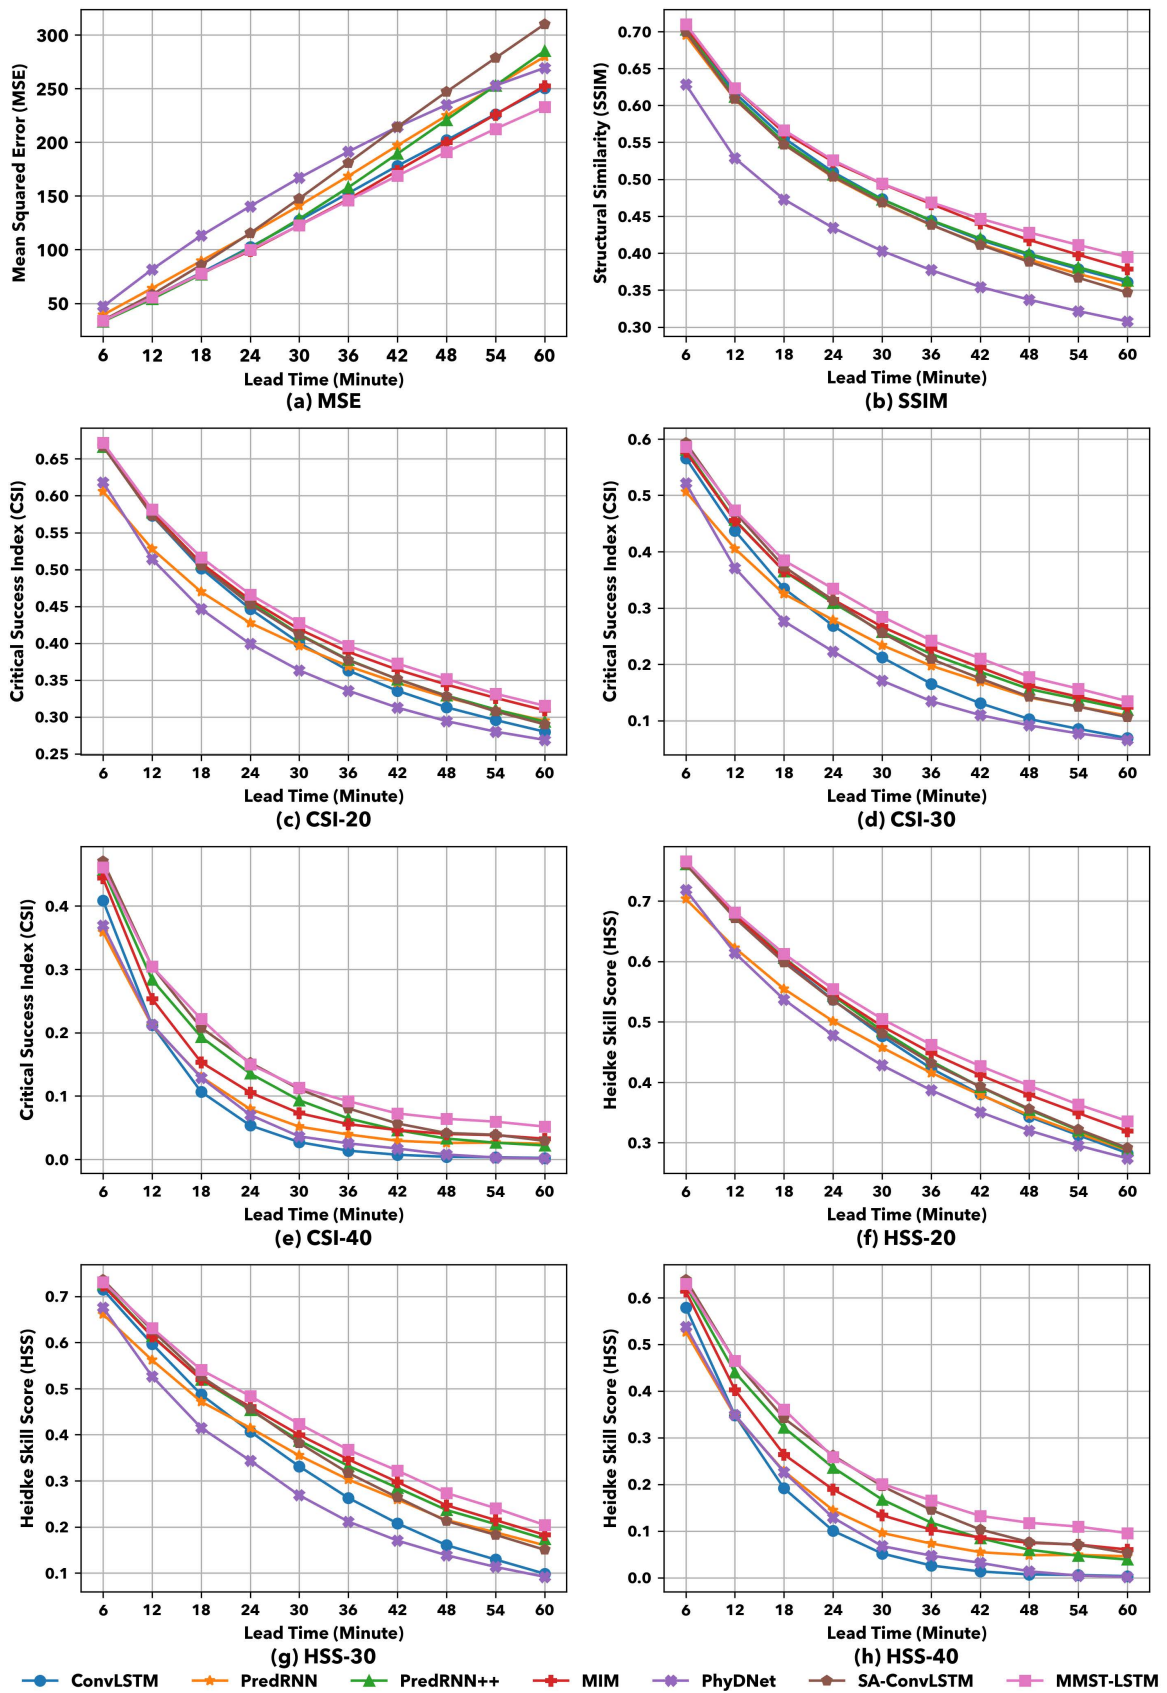 300
250
200
150
100
50
Mean Squared Error (MSE)
6 12 18 24 30 36 42 48 54 60
Lead Time (Minute)
(a) MSE
0.70
0.65
0.60
0.55
0.50
0.45
0.40
0.35
0.30
Structural Similarity (SSIM)
6 12 18 24 30 36 42 48 54 60
Lead Time (Minute)
(b) SSIM
0.65
0.60
0.55
0.50
0.45
0.40
0.35
0.30
0.25
Critical Success Index (CSI)
6 12 18 24 30 36 42 48 54 60
Lead Time (Minute)
(c) CSI-20
0.6
0.5
0.4
0.3
0.2
0.1
Critical Success Index (CSI)
6 12 18 24 30 36 42 48 54 60
Lead Time (Minute)
(d) CSI-30
0.4
0.3
0.2
0.1
0.0
Critical Success Index (CSI)
6 12 18 24 30 36 42 48 54 60
Lead Time (Minute)
(e) CSI-40
0.7
0.6
0.5
0.4
0.3
Heidke Skill Score (HSS)
6 12 18 24 30 36 42 48 54 60
Lead Time (Minute)
(f) HSS-20
0.7
0.6
0.5
0.4
0.3
0.2
0.1
Heidke Skill Score (HSS)
6 12 18 24 30 36 42 48 54 60
Lead Time (Minute)
(g) HSS-30
0.6
0.5
0.4
0.3
0.2
0.1
0.0
Heidke Skill Score (HSS)
6 12 18 24 30 36 42 48 54 60
Lead Time (Minute)
(h) HSS-40
ConvLSTM PredRNN PredRNN++ MIM PhyDNet SA-ConvLSTM MMST-LSTM